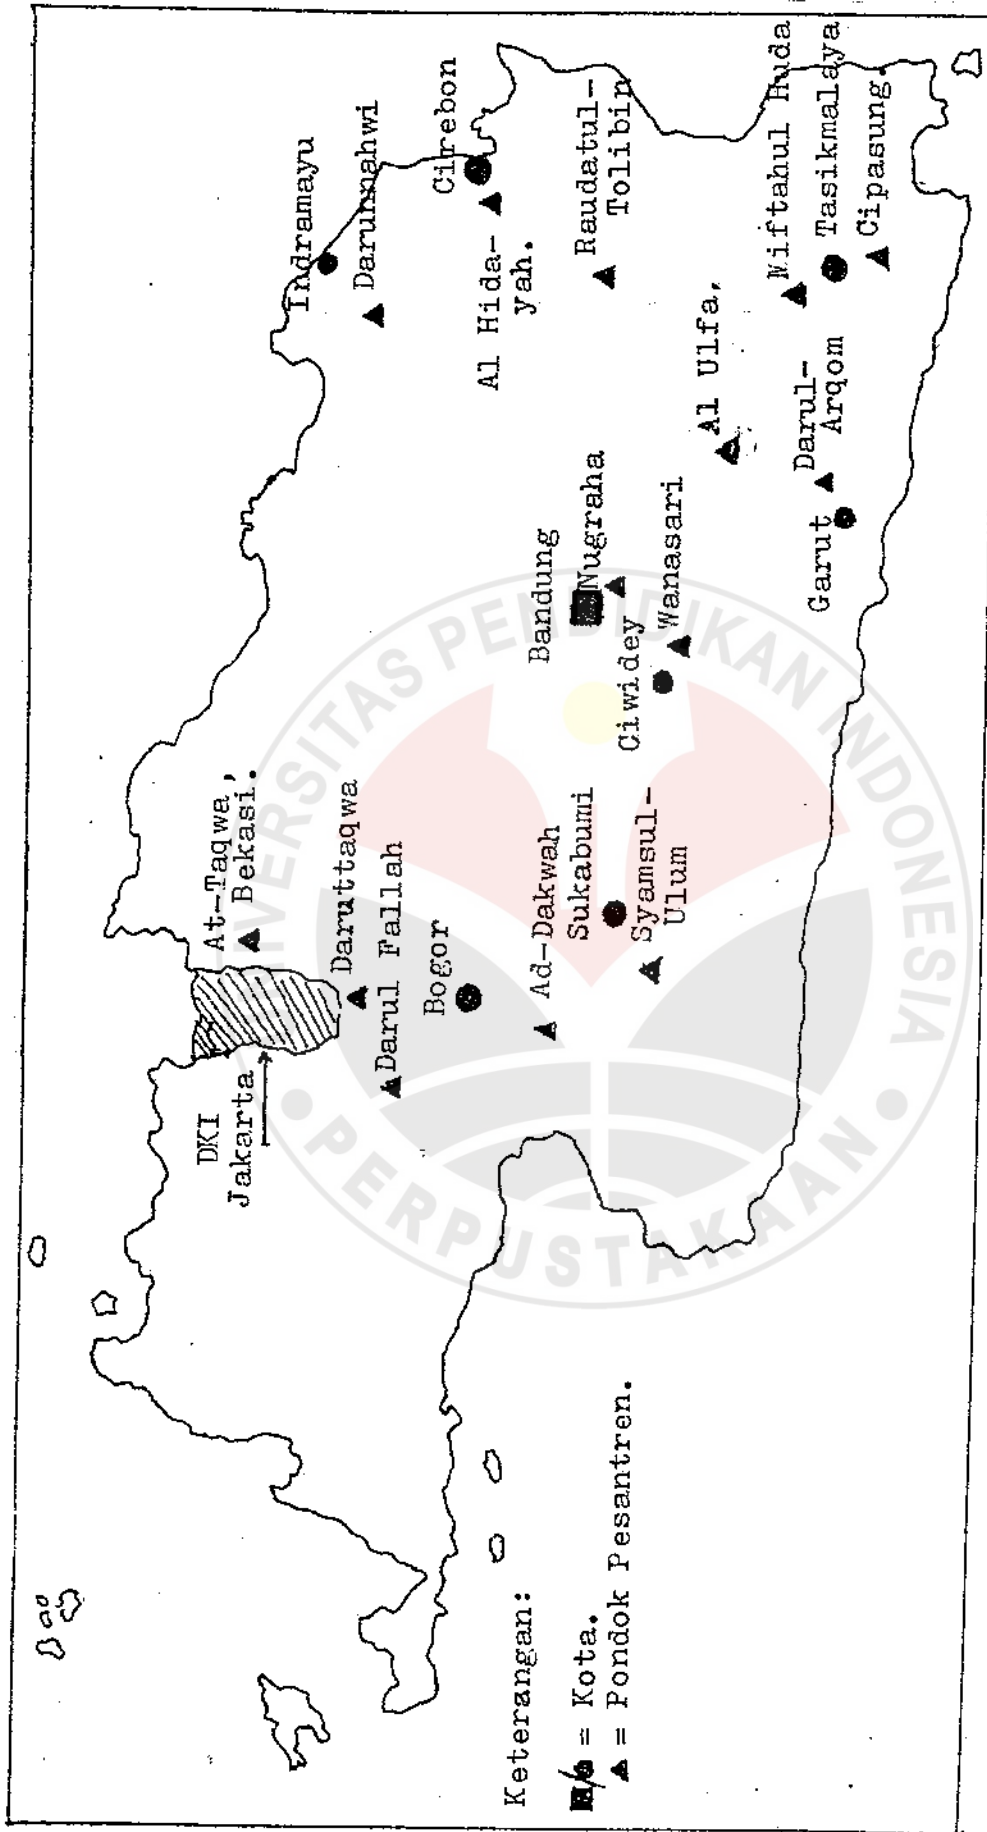 Indramayu
Darunnahwi
Cirebon
Al Hida-
yah.
Raudatul-
Tolibin
Miftahul Huda
Tasikmalaya
Cipasung.
Al Ulfa,
Darul-
Arqom
Garut
Bandung
Nugraha
Ciwidey
Wanasari
At-Taqwa,
Bekasi.
Daruttaqwa
Darul Fallah
Bogor
Ad-Dakwah
Sukabumi
Syamsul-
Ulum
DKI
Jakarta
Keterangan:
■/● = Kota.
▲ = Pondok Pesantren.
UNIVERSITAS PENDIDIKAN INDONESIA
PERPUSTAKAAN